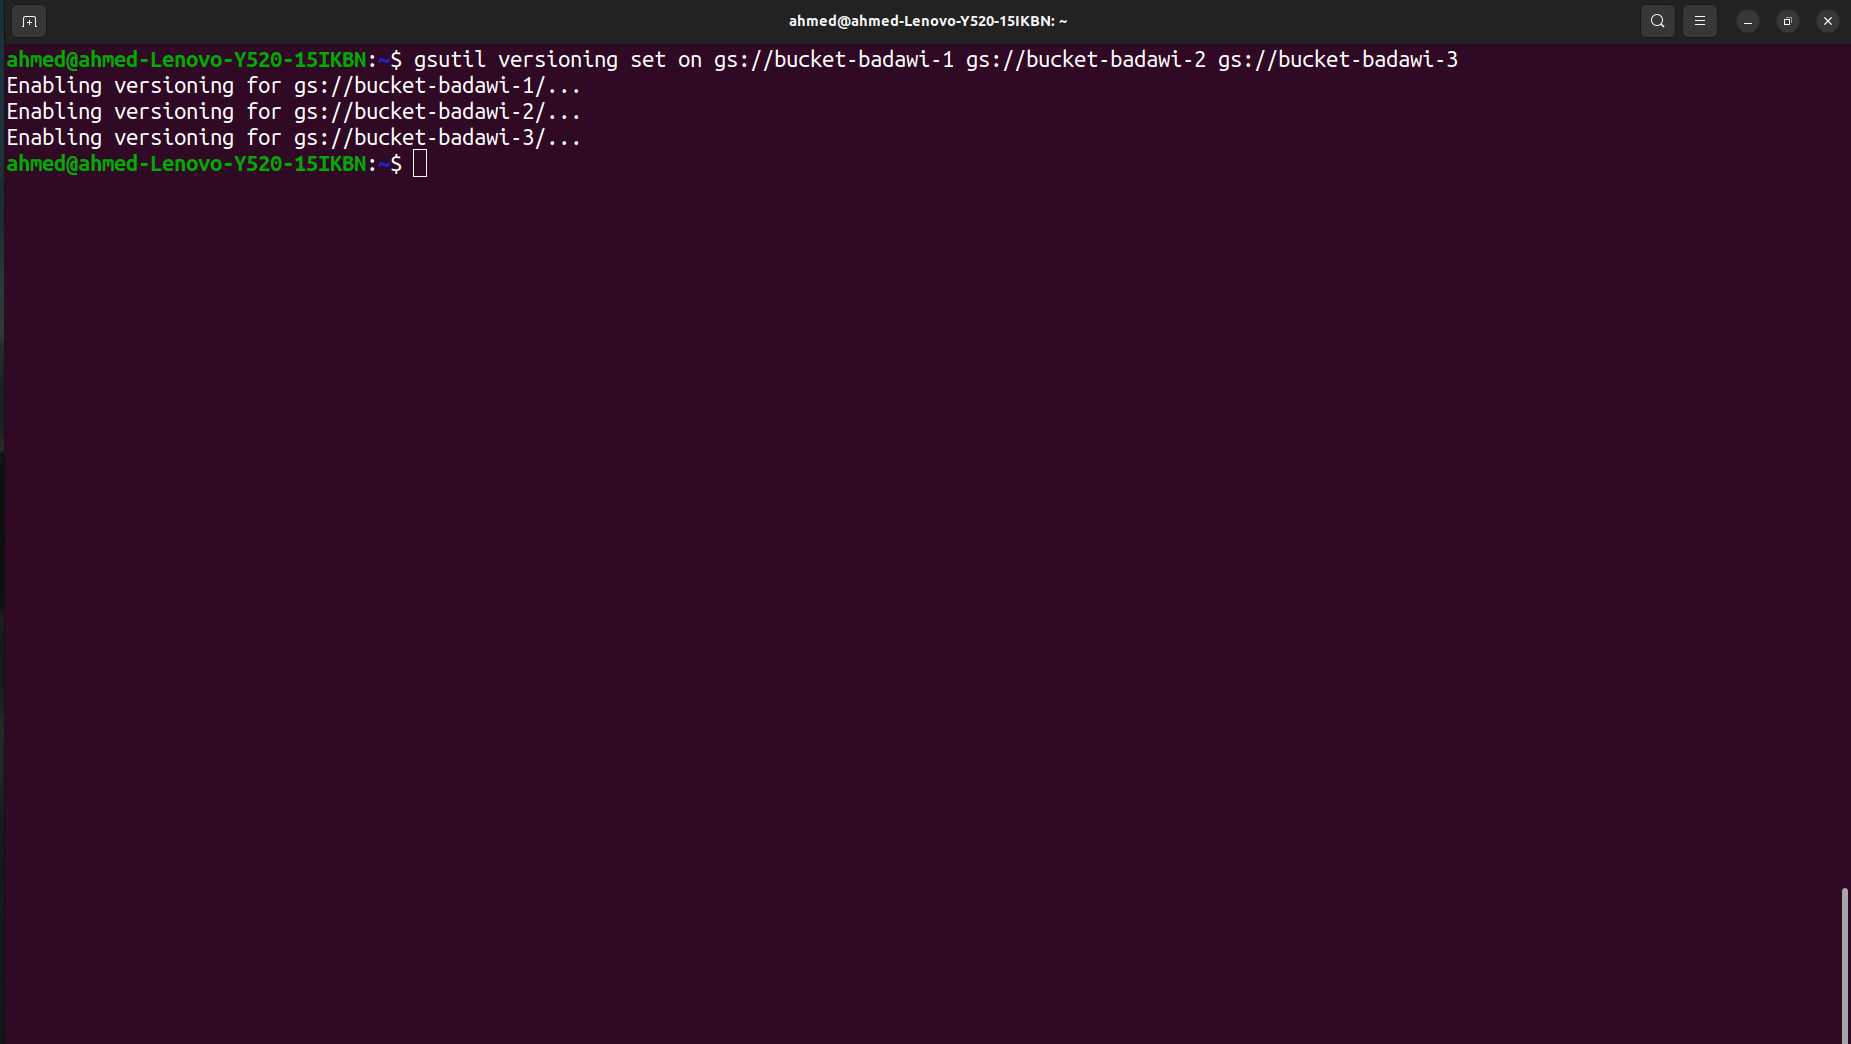 ahmed@ahmed-Lenovo-Y520-15IKBN: ~
ahmed@ahmed-Lenovo-Y520-15IKBN:~$ gsutil versioning set on gs://bucket-badawi-1 gs://bucket-badawi-2 gs://bucket-badawi-3
Enabling versioning for gs://bucket-badawi-1/...
Enabling versioning for gs://bucket-badawi-2/...
Enabling versioning for gs://bucket-badawi-3/...
ahmed@ahmed-Lenovo-Y520-15IKBN:~$